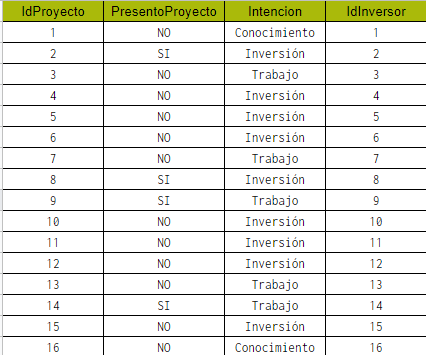 IdProyecto PresentoProyecto Intencion IdInversor
1 NO Conocimiento 1
2 SI Inversión 2
3 NO Trabajo 3
4 NO Inversión 4
5 NO Inversión 5
6 NO Inversión 6
7 NO Trabajo 7
8 SI Inversión 8
9 SI Trabajo 9
10 NO Inversión 10
11 NO Inversión 11
12 NO Inversión 12
13 NO Trabajo 13
14 SI Trabajo 14
15 NO Inversión 15
16 NO Conocimiento 16